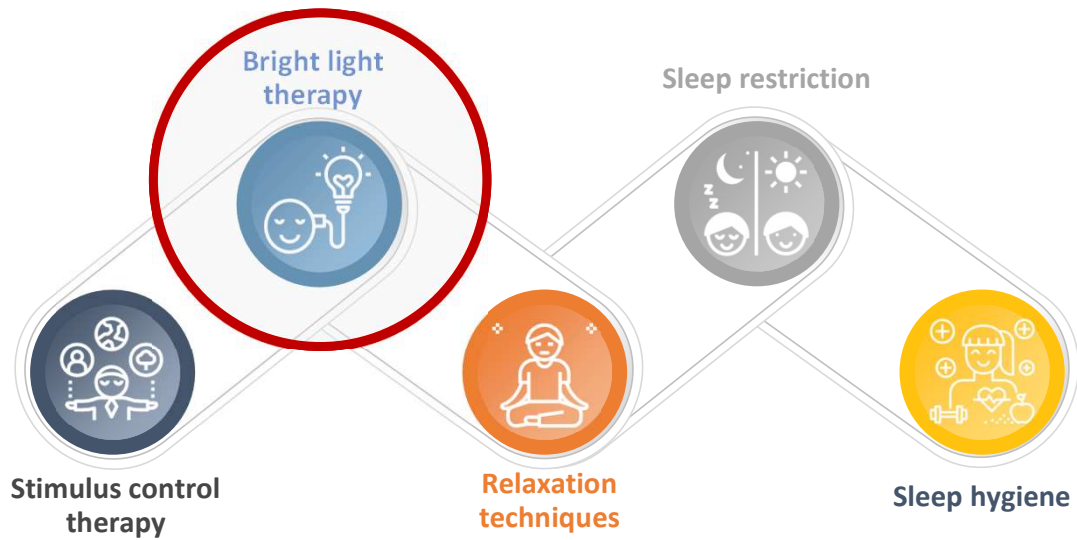 Bright light
therapy
Sleep restriction
z
z
Stimulus control
therapy
Relaxation
techniques
Sleep hygiene